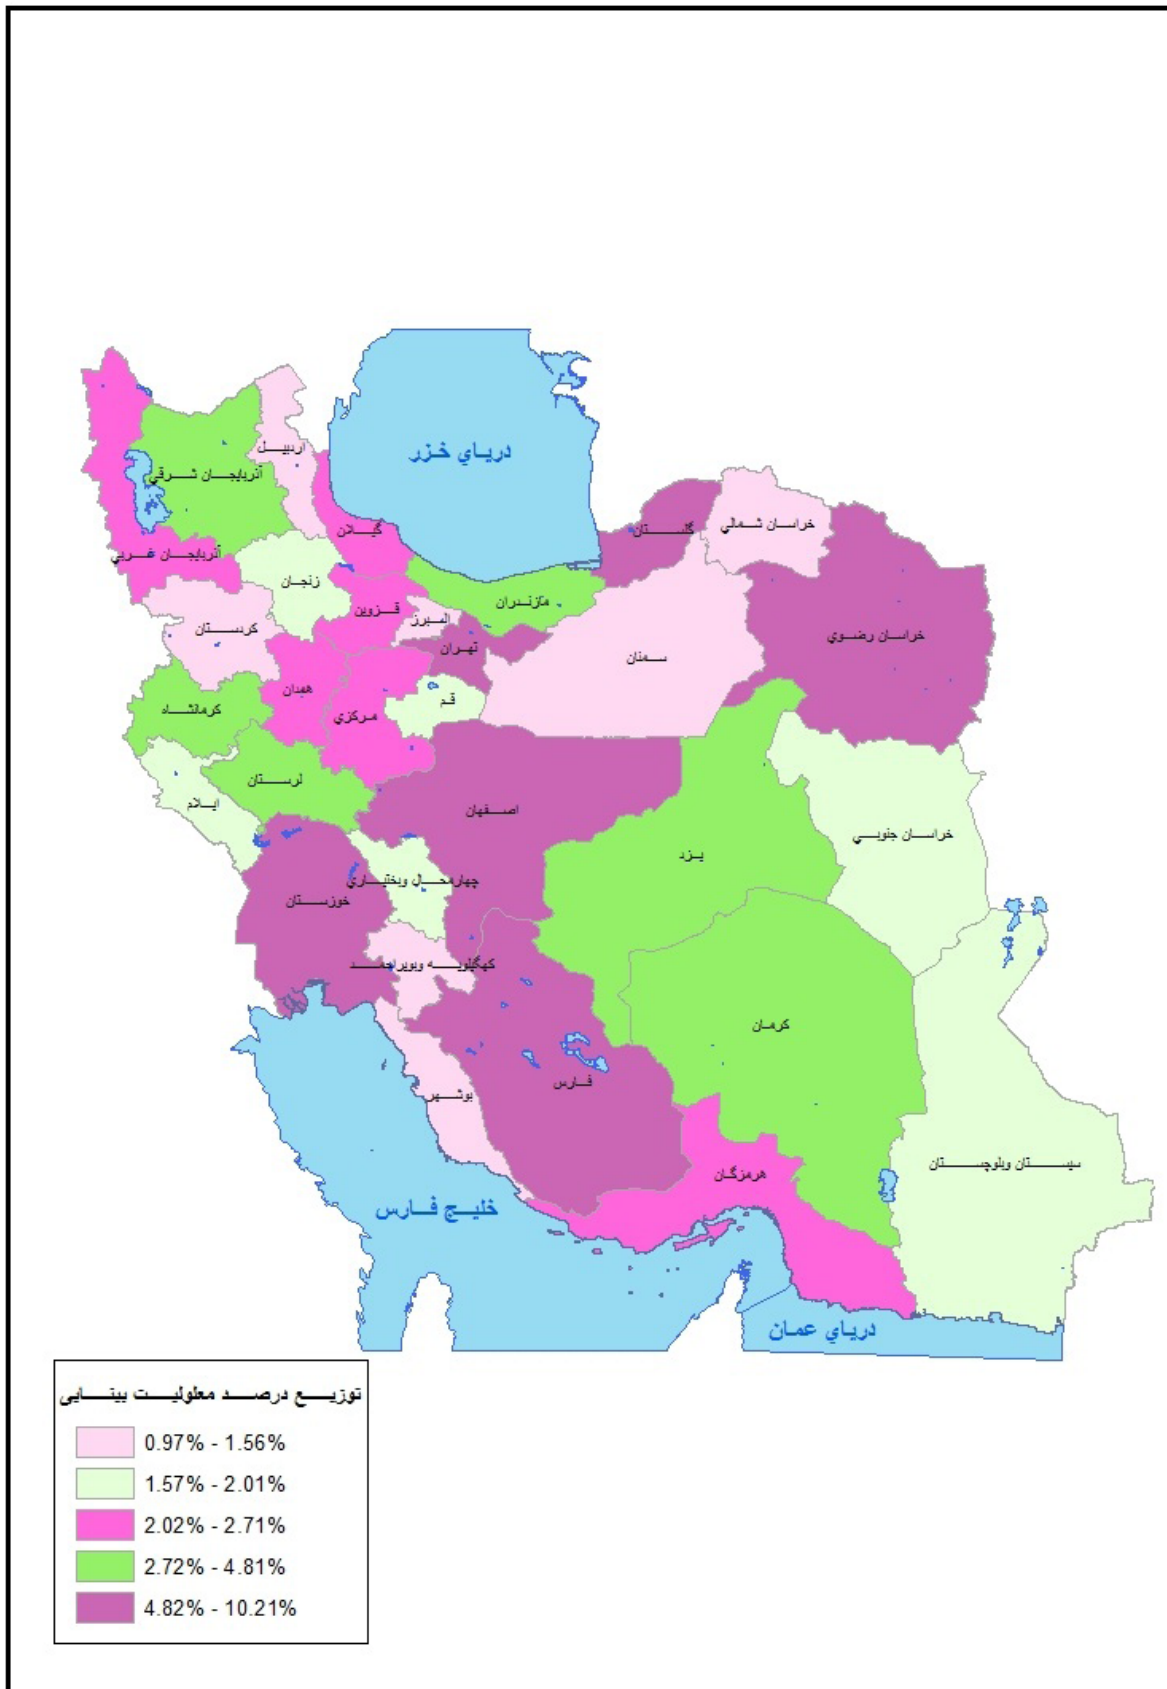 درياي خزر
اردبيل
آذربايجان شرقي
گيلان
گلستان
خراسان شمالي
آذربايجان غربي
زنجان
مازندران
قزوين
البرز
كردستان
خراسان رضوي
تهران
سمنان
همدان
قم
كرمانشاه
مركزي
لرستان
ايلام
اصفهان
خراسان جنوبي
يزد
چهارمحال وبختياري
خوزستان
كهگيلويه وبويراحمد
كرمان
فارس
بوشهر
سيستان وبلوچستان
هرمزگان
خليج فارس
درياي عمان
توزیع درصد معلولیت بینایی
0.97% - 1.56%
1.57% - 2.01%
2.02% - 2.71%
2.72% - 4.81%
4.82% - 10.21%